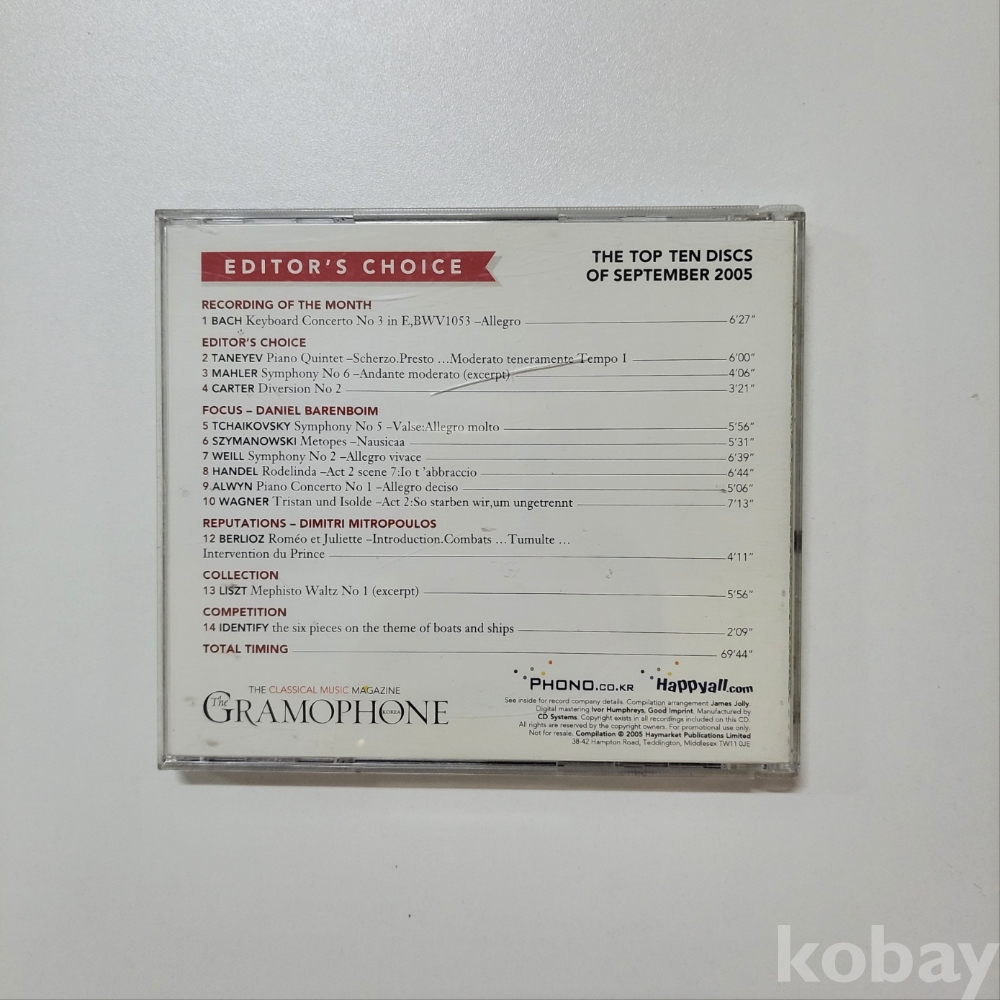 EDITOR'S CHOICE
THE TOP TEN DISCS
OF SEPTEMBER 2005
RECORDING OF THE MONTH
1 BACH Keyboard Concerto No 3 in E,BWV1053 –Allegro 6'27"
EDITOR'S CHOICE
2 TANEYEV Piano Quintet –Scherzo.Presto ...Moderato teneramente Tempo 1 6'00"
3 MAHLER Symphony No 6 –Andante moderato (excerpt) 4'06"
4 CARTER Diversion No 2 3'21"
FOCUS – DANIEL BARENBOIM
5 TCHAIKOVSKY Symphony No 5 –Valse:Allegro molto 5'56"
6 SZYMANOWSKI Metopes –Nausicaa 5'31"
7 WEILL Symphony No 2 –Allegro vivace 6'39"
8 HANDEL Rodelinda –Act 2 scene 7:Io t 'abbraccio 6'44"
9 ALWYN Piano Concerto No 1 –Allegro deciso 5'06"
10 WAGNER Tristan und Isolde –Act 2:So starben wir,um ungetrennt 7'13"
REPUTATIONS – DIMITRI MITROPOULOS
12 BERLIOZ Roméo et Juliette –Introduction.Combats ...Tumulte ...
Intervention du Prince 4'11"
COLLECTION
13 LISZT Mephisto Waltz No 1 (excerpt) 5'56"
COMPETITION
14 IDENTIFY the six pieces on the theme of boats and ships 2'09"
TOTAL TIMING 69'44"
THE CLASSICAL MUSIC MAGAZINE
The GRAMOPHONE KOREA
PHONO.CO.KR Happyall.com
See inside for record company details. Compilation arrangement James Jolly.
Digital mastering Ivor Humphreys, Good Imprint. Manufactured by
CD Systems. Copyright exists in all recordings included on this CD.
All rights are reserved by the copyright owners. For promotional use only.
Not for resale. Compilation © 2005 Haymarket Publications Limited
38-42 Hampton Road, Teddington, Middlesex TW11 0JE
kobay